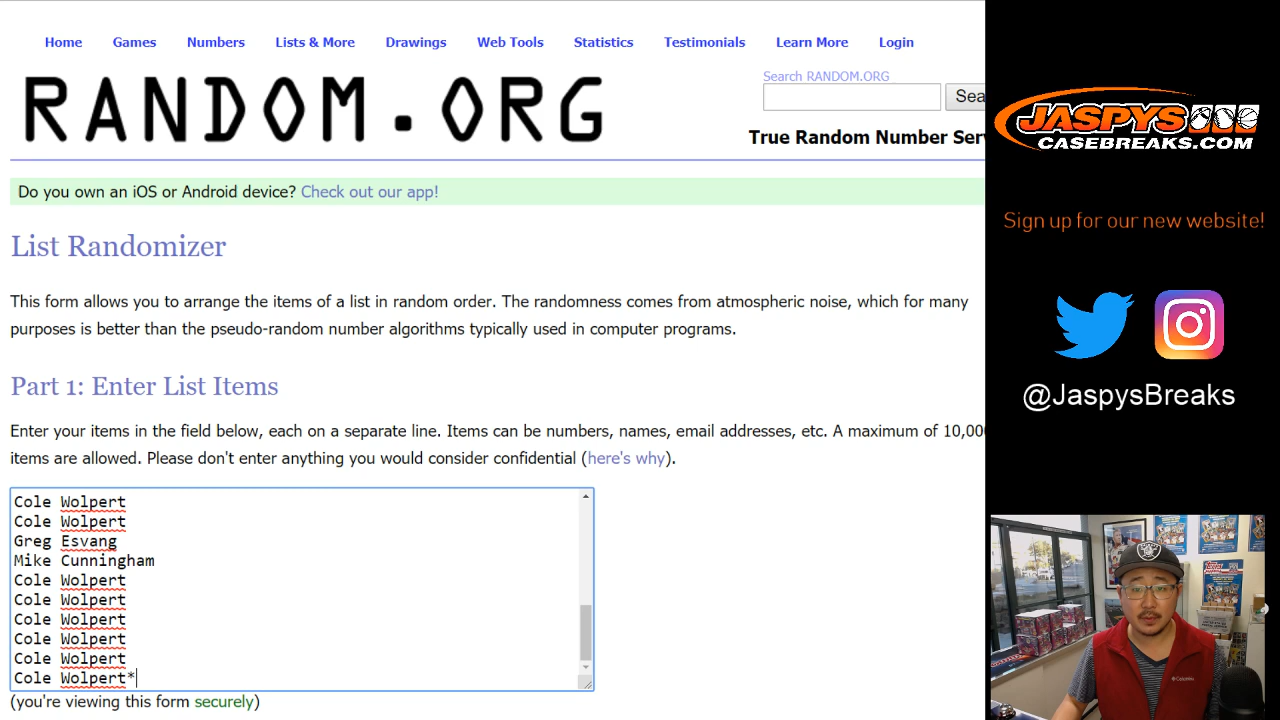 Home Games Numbers Lists & More Drawings Web Tools Statistics Testimonials Learn More Login
RANDOM.ORG
Search RANDOM.ORG
Sea
True Random Number Ser
Do you own an iOS or Android device? Check out our app!
List Randomizer
This form allows you to arrange the items of a list in random order. The randomness comes from atmospheric noise, which for many
purposes is better than the pseudo-random number algorithms typically used in computer programs.
Part 1: Enter List Items
Enter your items in the field below, each on a separate line. Items can be numbers, names, email addresses, etc. A maximum of 10,000
items are allowed. Please don't enter anything you would consider confidential (here's why).
Cole Wolpert
Cole Wolpert
Greg Esvang
Mike Cunningham
Cole Wolpert
Cole Wolpert
Cole Wolpert
Cole Wolpert
Cole Wolpert
Cole Wolpert*
(you're viewing this form securely)
JASPYS
CASEBREAKS.COM
Sign up for our new website!
@JaspysBreaks